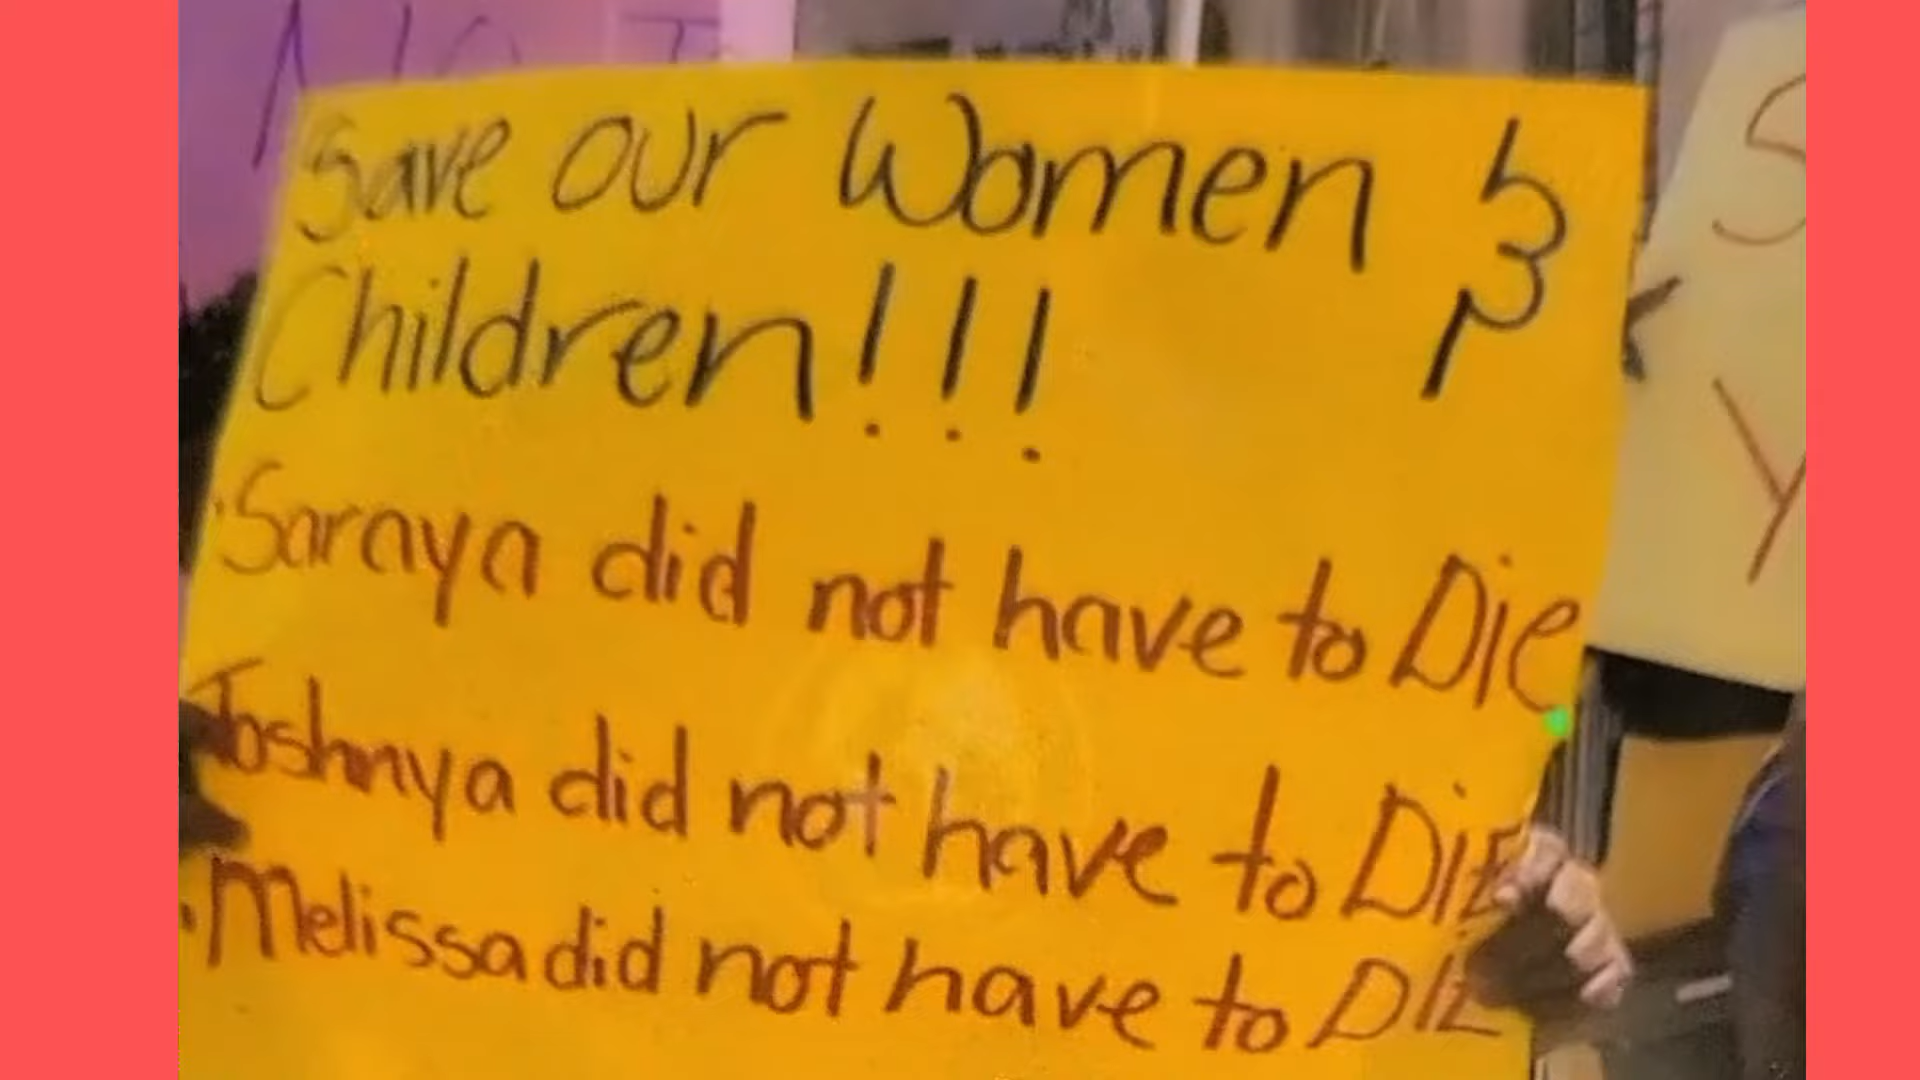 NOT
Save our Women &
Children!!!
Saraya did not have to Die
Joshnya did not have to DiE
Melissa did not have to DIE
S
Y